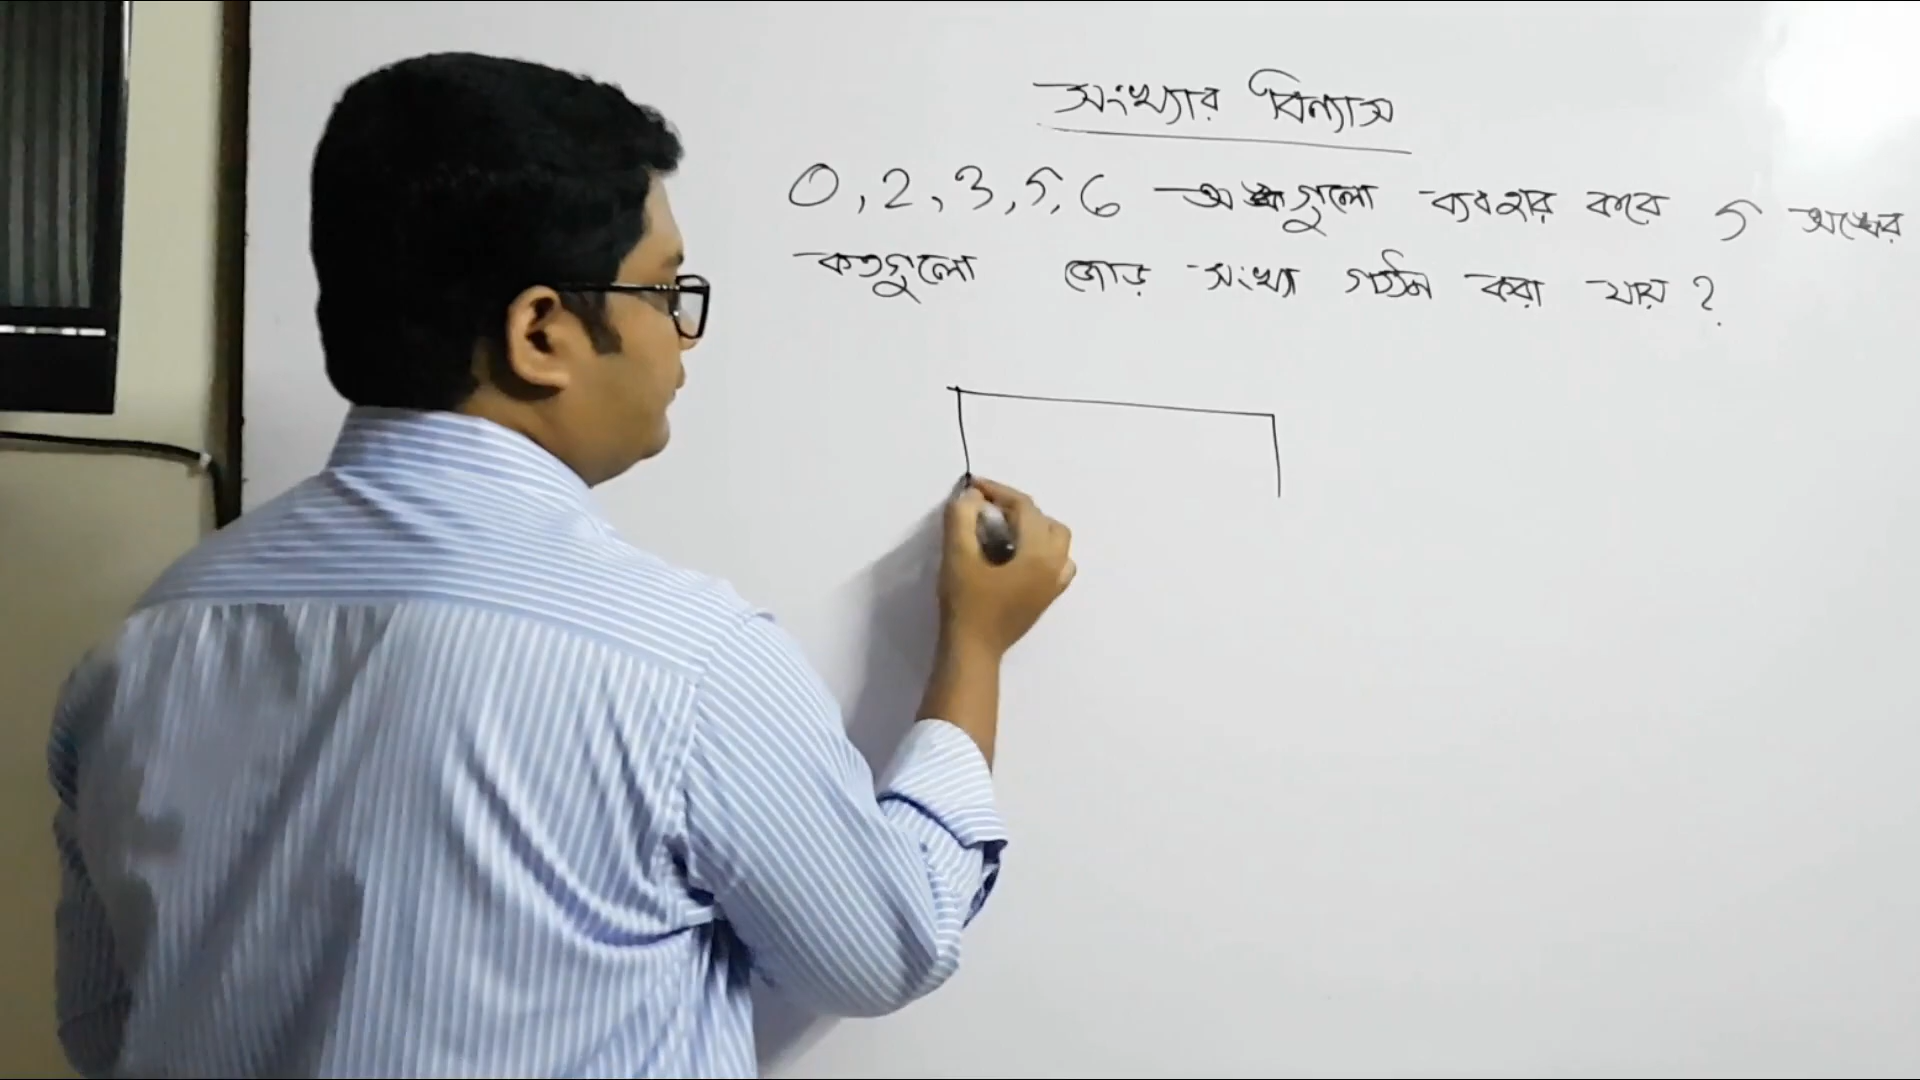 সংখ্যার বিন্যাস
0, 2, 3, 5, 6 অঙ্কগুলো ব্যবহার করে 5 অঙ্কের
কতগুলো জোড় সংখ্যা গঠন করা যায় ?